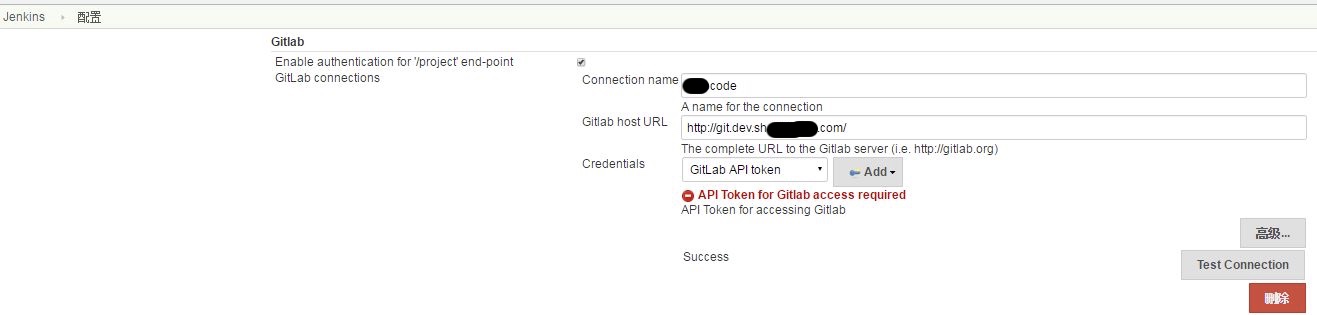 Jenkins 配置
Gitlab
Enable authentication for '/project' end-point
GitLab connections
Connection name code
A name for the connection
Gitlab host URL http://git.dev.sh .com/
The complete URL to the Gitlab server (i.e. http://gitlab.org)
Credentials GitLab API token Add
API Token for Gitlab access required
API Token for accessing Gitlab
高级...
Success Test Connection
删除